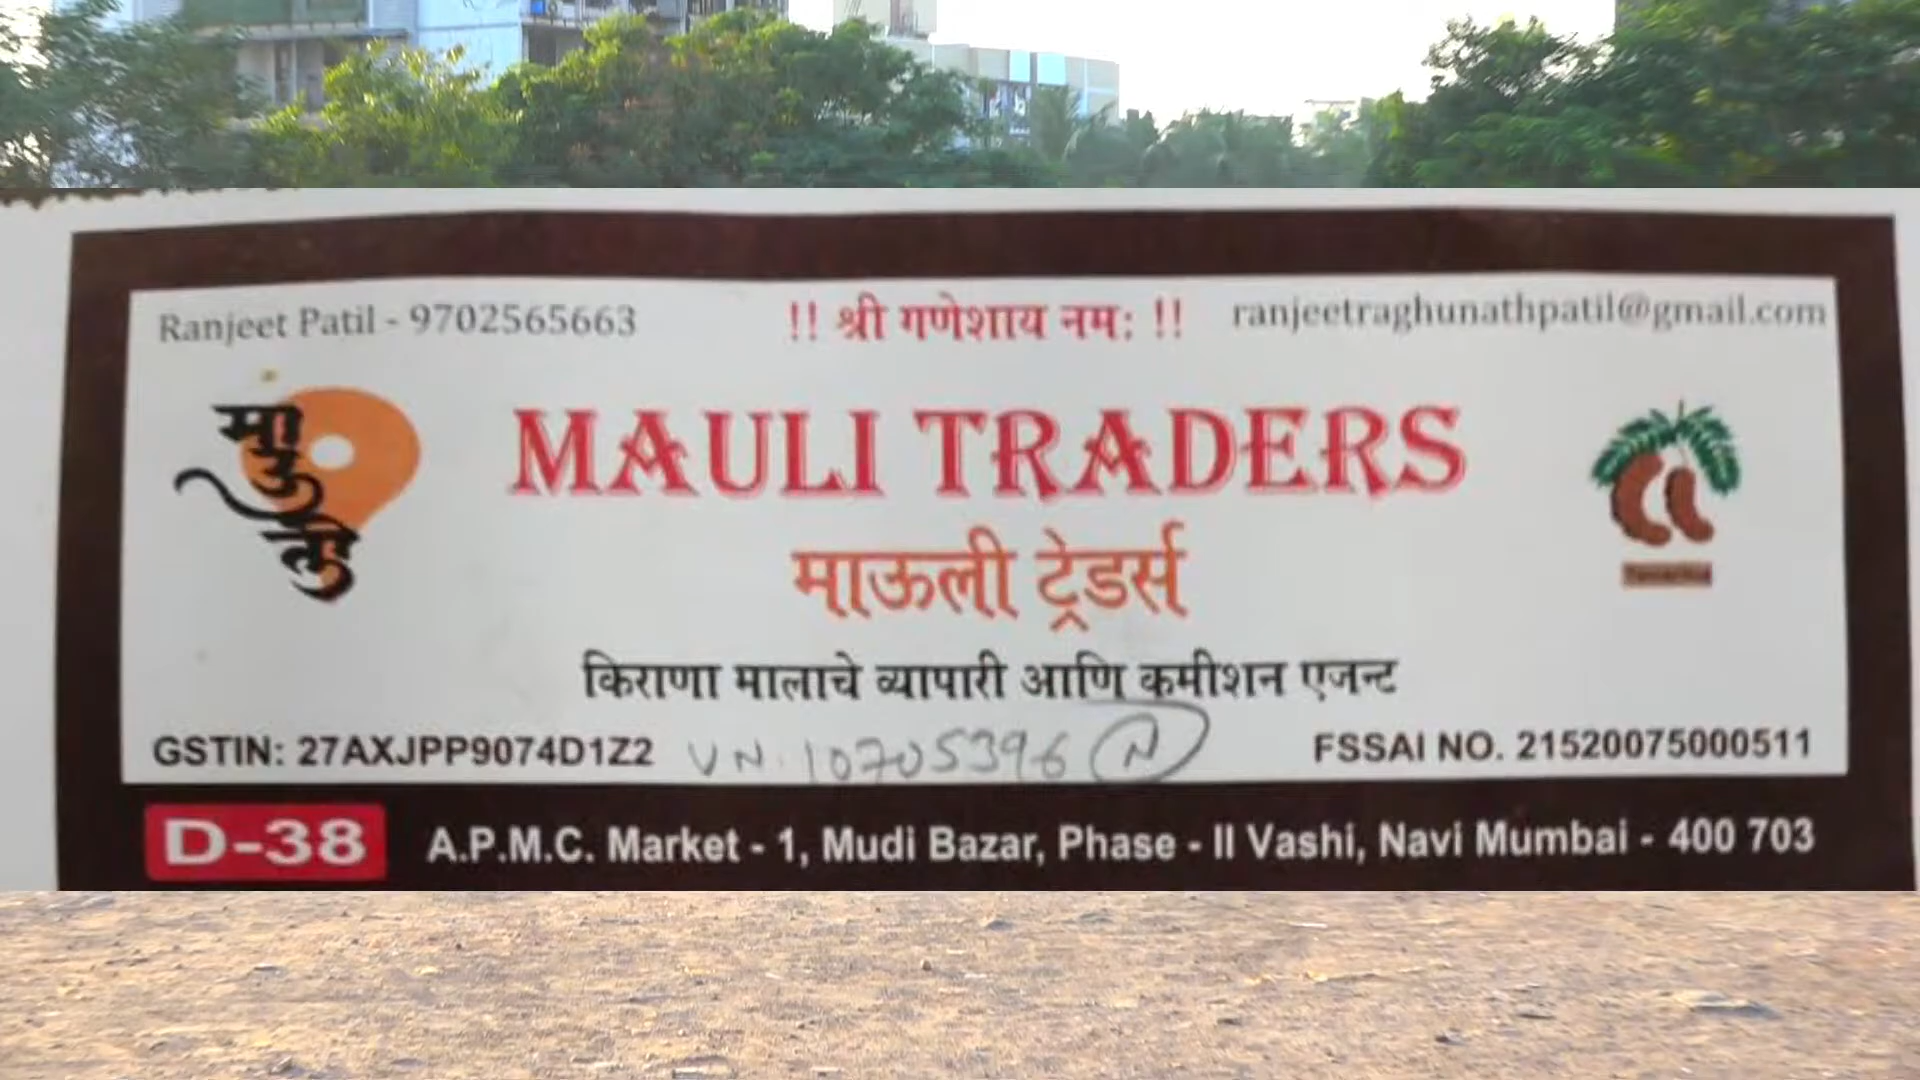 Ranjeet Patil - 9702565663
!! श्री गणेशाय नमः !!
ranjeetraghunathpatil@gmail.com
माउली
MAULI TRADERS
माऊली ट्रेडर्स
किराणा मालाचे व्यापारी आणि कमीशन एजन्ट
GSTIN: 27AXJPP9074D1Z2
VN. 10705396 N
FSSAI NO. 21520075000511
D-38
A.P.M.C. Market - 1, Mudi Bazar, Phase - II Vashi, Navi Mumbai - 400 703